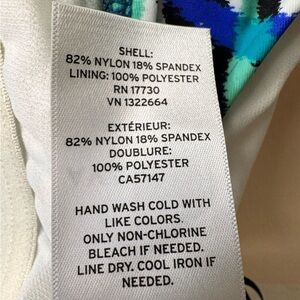 SHELL:
82% NYLON 18% SPANDEX
LINING: 100% POLYESTER
RN 17730
VN 1322664
EXTÉRIEUR:
82% NYLON 18% SPANDEX
DOUBLURE:
100% POLYESTER
CA57147
HAND WASH COLD WITH
LIKE COLORS.
ONLY NON-CHLORINE
BLEACH IF NEEDED.
LINE DRY. COOL IRON IF
NEEDED.